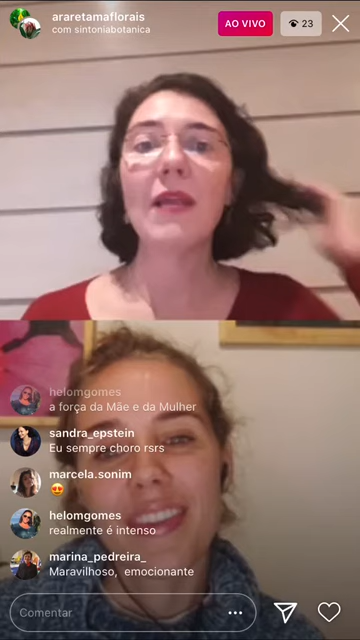 araretamaflorais
com sintoniabotanica
AO VIVO
23
helomgomes
a força da Mãe e da Mulher
sandra_epstein
Eu sempre choro rsrs
marcela.sonim
😍
helomgomes
realmente é intenso
marina_pedreira_
Maravilhoso, emocionante
Comentar